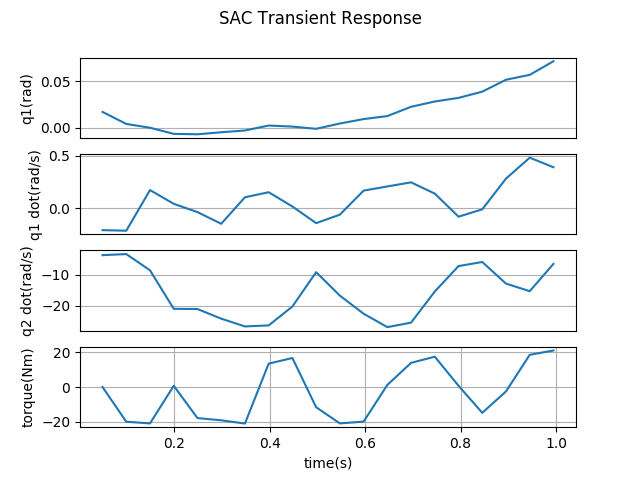 SAC Transient Response
q1(rad)
0.05
0.00
q1 dot(rad/s)
0.5
0.0
q2 dot(rad/s)
−10
−20
torque(Nm)
20
0
−20
0.2 0.4 0.6 0.8 1.0
time(s)